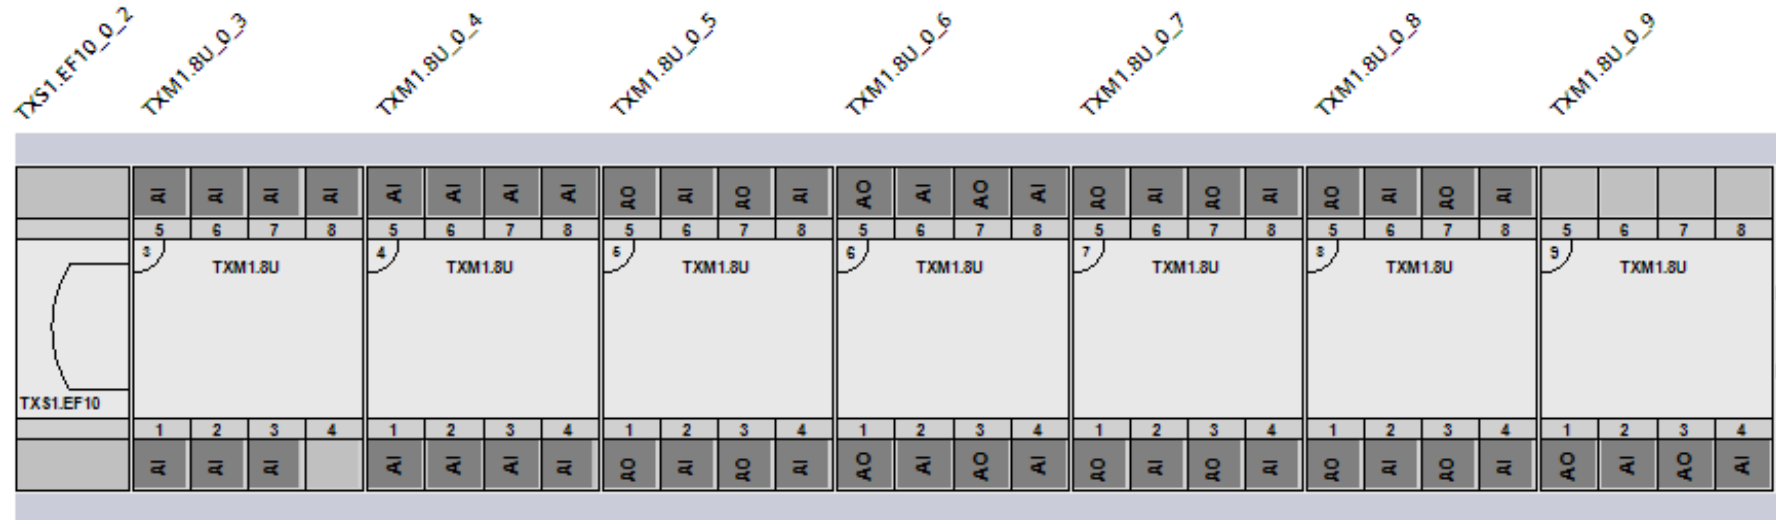 TXS1.EF10_0_2 TXM1.8U_0_3 TXM1.8U_0_4 TXM1.8U_0_5 TXM1.8U_0_6 TXM1.8U_0_7 TXM1.8U_0_8 TXM1.8U_0_9
AI AI AI AI AI AI AI AI AO AI AO AI AO AI AO AI AO AI AO AI AO AI AO AI
5 6 7 8 5 6 7 8 5 6 7 8 5 6 7 8 5 6 7 8 5 6 7 8 5 6 7 8
3 4 5 6 7 8 9
TXM1.8U TXM1.8U TXM1.8U TXM1.8U TXM1.8U TXM1.8U TXM1.8U
TXS1.EF10
1 2 3 4 1 2 3 4 1 2 3 4 1 2 3 4 1 2 3 4 1 2 3 4 1 2 3 4
AI AI AI AI AI AI AI AO AI AO AI AO AI AO AI AO AI AO AI AO AI AO AI AO AI AO AI